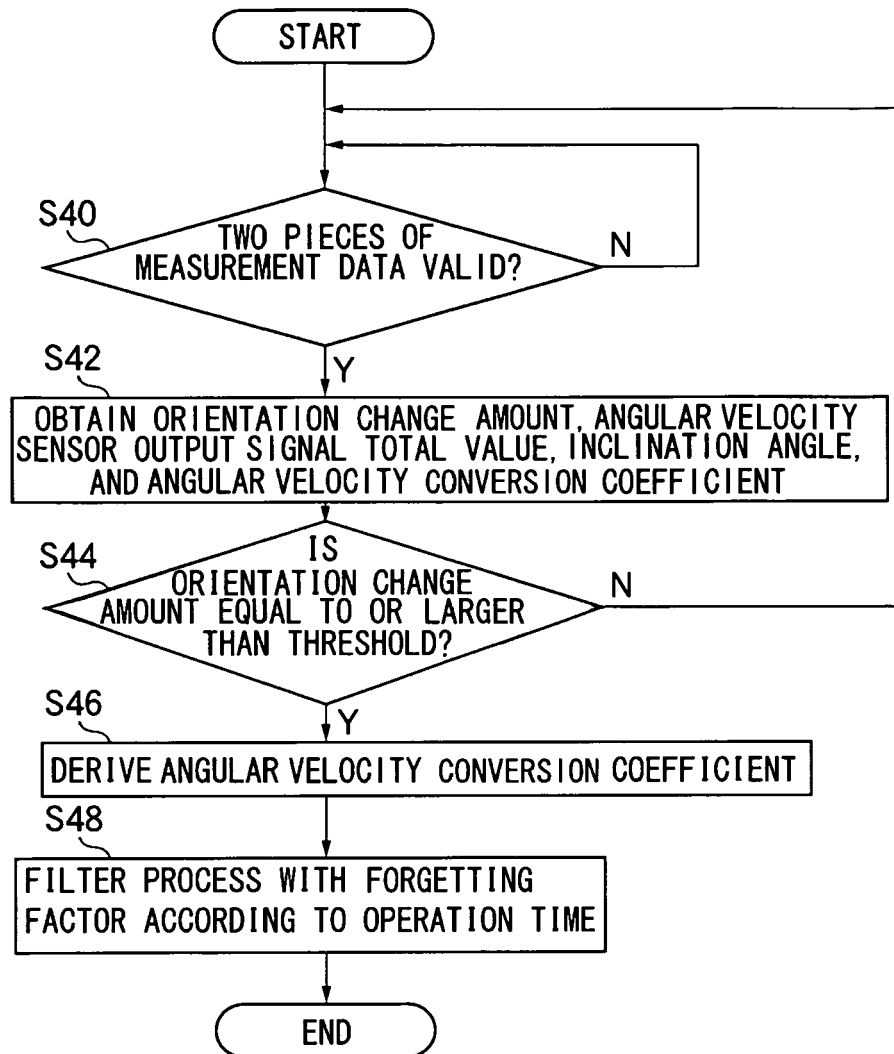 START
S40
TWO PIECES OF
MEASUREMENT DATA VALID?
N
Y
S42
OBTAIN ORIENTATION CHANGE AMOUNT, ANGULAR VELOCITY
SENSOR OUTPUT SIGNAL TOTAL VALUE, INCLINATION ANGLE,
AND ANGULAR VELOCITY CONVERSION COEFFICIENT
S44
IS
ORIENTATION CHANGE
AMOUNT EQUAL TO OR LARGER
THAN THRESHOLD?
N
Y
S46
DERIVE ANGULAR VELOCITY CONVERSION COEFFICIENT
S48
FILTER PROCESS WITH FORGETTING
FACTOR ACCORDING TO OPERATION TIME
END